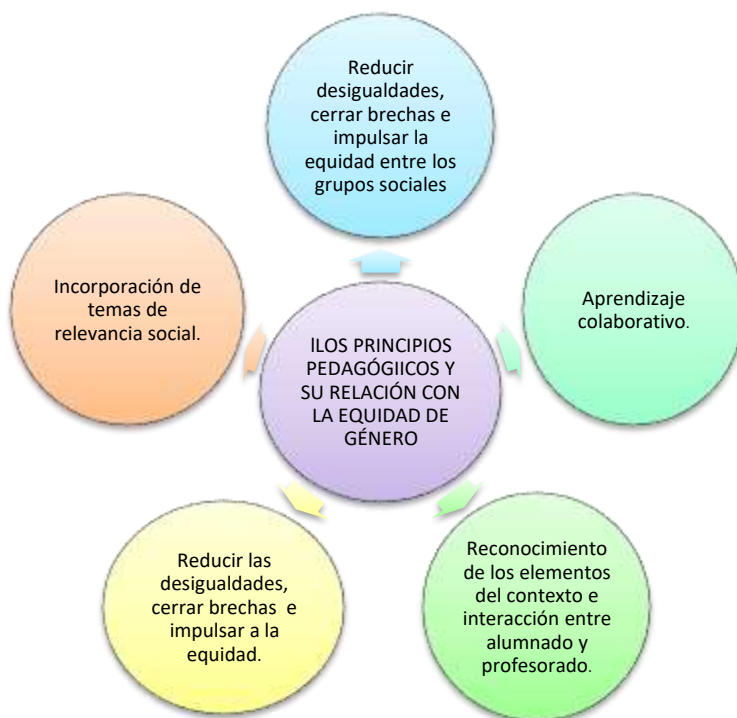 Reducir
desigualdades,
cerrar brechas e
impulsar la
equidad entre los
grupos sociales
Incorporación de
temas de
relevancia social.
Aprendizaje
colaborativo.
lLOS PRINCIPIOS
PEDAGÓGIICOS Y
SU RELACIÓN CON
LA EQUIDAD DE
GÉNERO
Reducir las
desigualdades,
cerrar brechas e
impulsar a la
equidad.
Reconocimiento
de los elementos
del contexto e
interacción entre
alumnado y
profesorado.